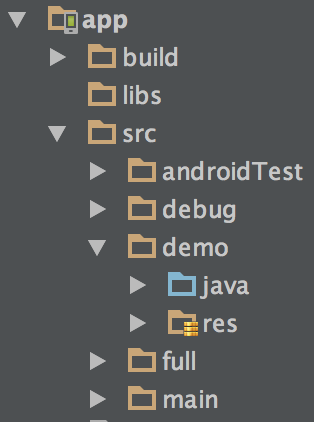 app
build
libs
src
androidTest
debug
demo
java
res
full
main